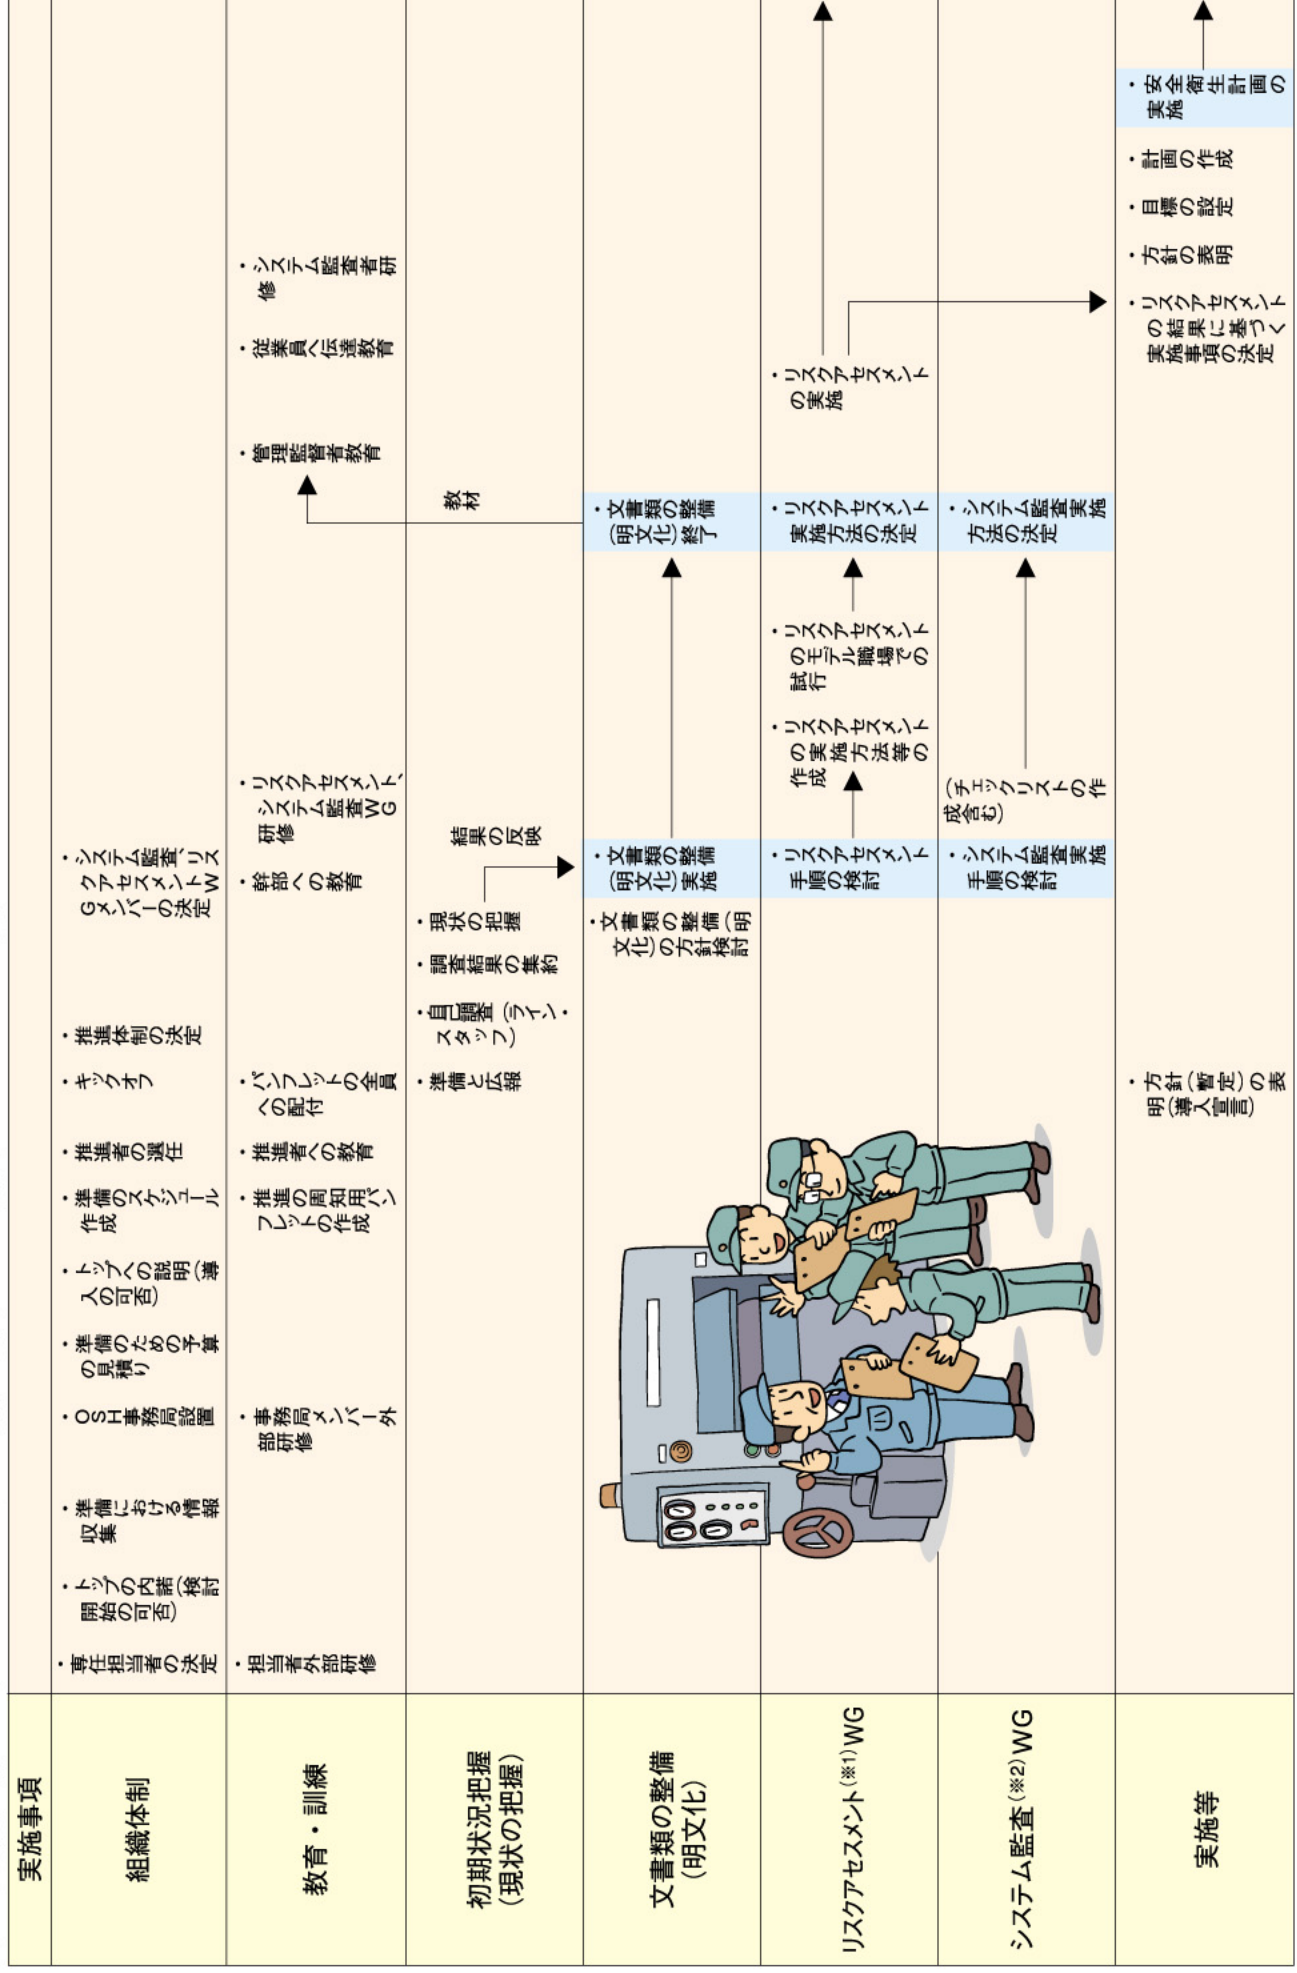 実施事項
組織体制
・専任担当者の決定
・トップの内諾(検討
開始の可否)
・準備における情報
収集
・OSH事務局設置
・準備のための予算
の見積り
・トップへの説明(導
入の可否)
・準備のスケジュール
作成
・推進者の選任
・キックオフ
・推進体制の決定
・システム監査、リス
クアセスメントW
Gメンバーの決定
教育・訓練
・担当者外部研修
・事務局メンバー外
部研修
・推進の周知用パン
フレットの作成
・推進者への教育
・パンフレットの全員
への配付
・幹部への教育
・リスクアセスメント、
システム監査WG
研修
・管理監督者教育
・従業員へ伝達教育
・システム監査者研
修
初期状況把握
(現状の把握)
・準備と広報
・自己調査(ライン・
スタッフ)
・調査結果の集約
・現状の把握
結果の反映
教
材
文書類の整備
(明文化)
・文書類の整備(明
文化)の方針検討
・文書類の整備
(明文化)実施
・文書類の整備
(明文化)終了
リスクアセスメント(※1)WG
・リスクアセスメント
手順の検討
・リスクアセスメント
の実施方法等の
作成
・リスクアセスメント
のモデル職場での
試行
・リスクアセスメント
実施方法の決定
・リスクアセスメント
の実施
システム監査(※2)WG
・システム監査実施
手順の検討
(チェックリストの作
成含む)
・システム監査実施
方法の決定
実施等
・方針(暫定)の表
明(導入宣言)
・リスクアセスメント
の結果に基づく
実施事項の決定
・方針の表明
・目標の設定
・計画の作成
・安全衛生計画の
実施